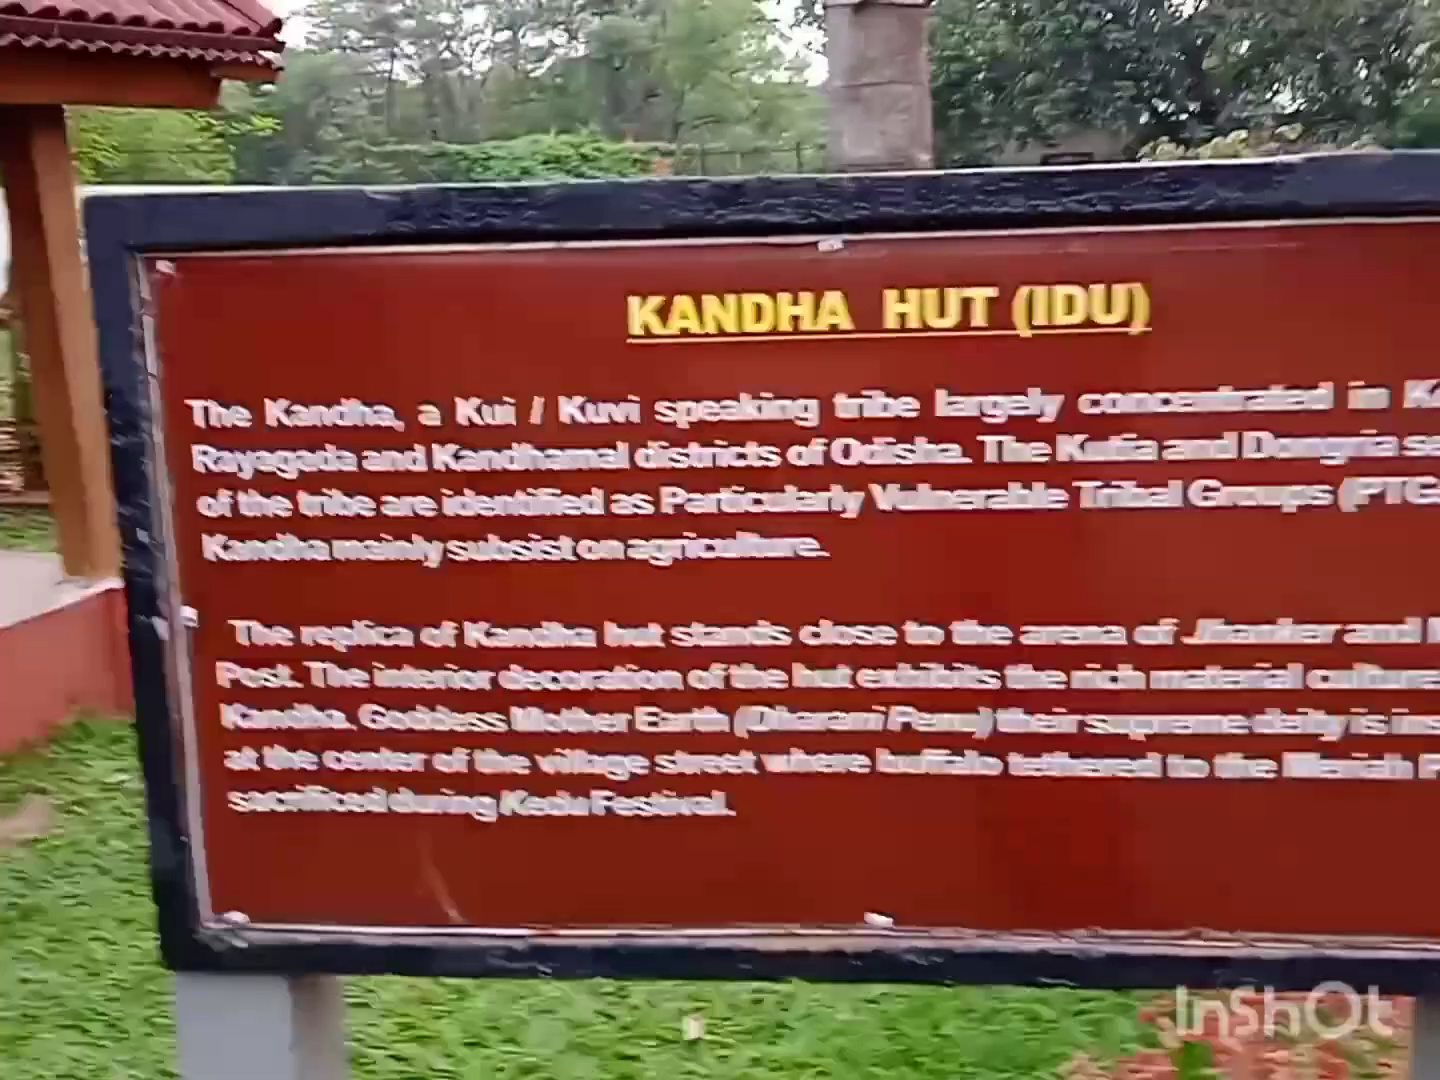 KANDHA HUT (IDU)
The Kandha, a Kui / Kuvi speaking tribe largely concentrated in
Rayagada and Kandhamal districts of Odisha. The Kutia and Dongria
of the tribe are identified as Particularly Vulnerable Tribal Groups
Kandha mainly subsist on agriculture.
The replica of Kandha hut stands close to the arena of Jhanker and
Post. The interior decoration of the hut exhibits the rich material culture
Kandha. Goddess Mother Earth (Dharani Penu) their supreme deity is
at the center of the village street where buffalo tethered to the Meriah
sacrificed during Kedu Festival.
InShOt